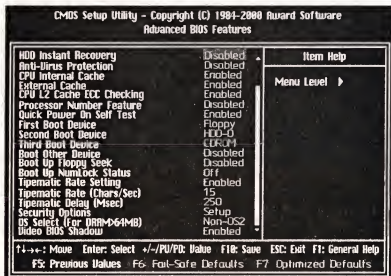 CMOS Setup Utility - Copyright (C) 1984-2000 Award Software
Advanced BIOS Features
HDD Instant Recovery Disabled
Anti-Virus Protection Disabled
CPU Internal Cache Enabled
External Cache Enabled
CPU L2 Cache ECC Checking Enabled
Processor Number Feature Disabled
Quick Power On Self Test Enabled
First Boot Device Floppy
Second Boot Device HDD-0
Third Boot Device CDROM
Boot Other Device Disabled
Boot Up Floppy Seek Disabled
Boot Up NumLock Status Off
Tipematic Rate Setting Enabled
Tipematic Rate (Chars/Sec) 15
Tipematic Delay (Msec) 250
Security Options Setup
OS Select (For DRAM>64MB) Non-OS2
Video BIOS Shadow Enabled
Item Help
Menu Level ▶
↑↓→←: Move Enter: Select +/-/PU/PD: Value F10: Save ESC: Exit F1: General Help
F5: Previous Values F6: Fail-Safe Defaults F7 Optimized Defaults